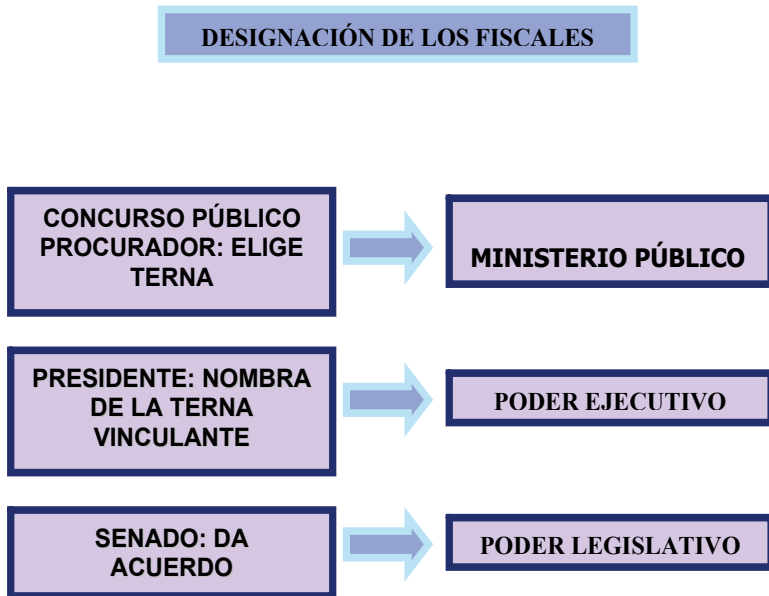 DESIGNACIÓN DE LOS FISCALES
CONCURSO PÚBLICO
PROCURADOR: ELIGE
TERNA
MINISTERIO PÚBLICO
PRESIDENTE: NOMBRA
DE LA TERNA
VINCULANTE
PODER EJECUTIVO
SENADO: DA
ACUERDO
PODER LEGISLATIVO